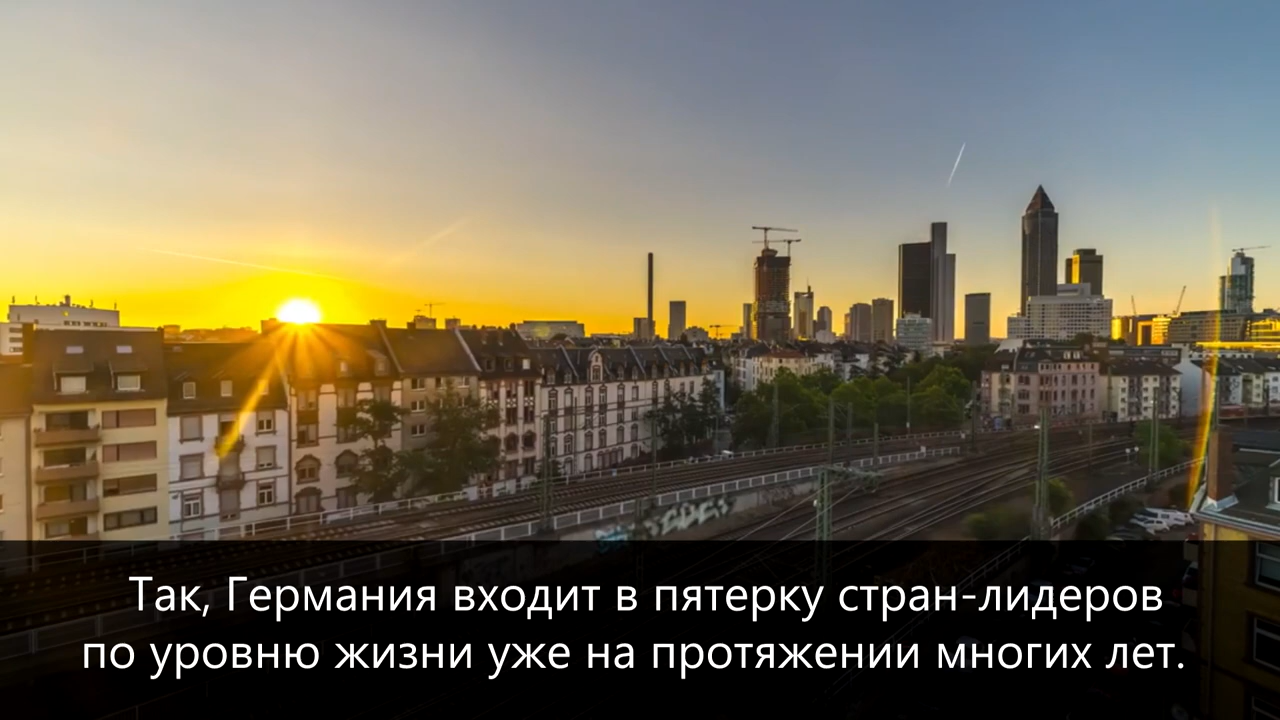 Так, Германия входит в пятерку стран-лидеров
по уровню жизни уже на протяжении многих лет.